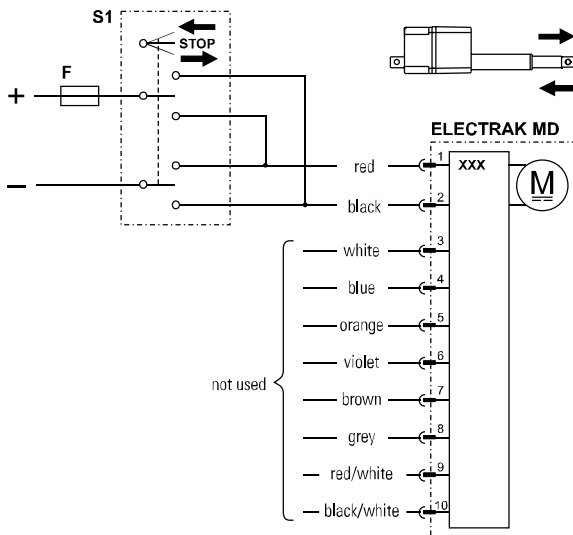 S1
STOP
F
+
–
ELECTRAK MD
red
1
XXX
M
black
2
white
3
blue
4
orange
5
violet
6
not used
brown
7
grey
8
red/white
9
black/white
10